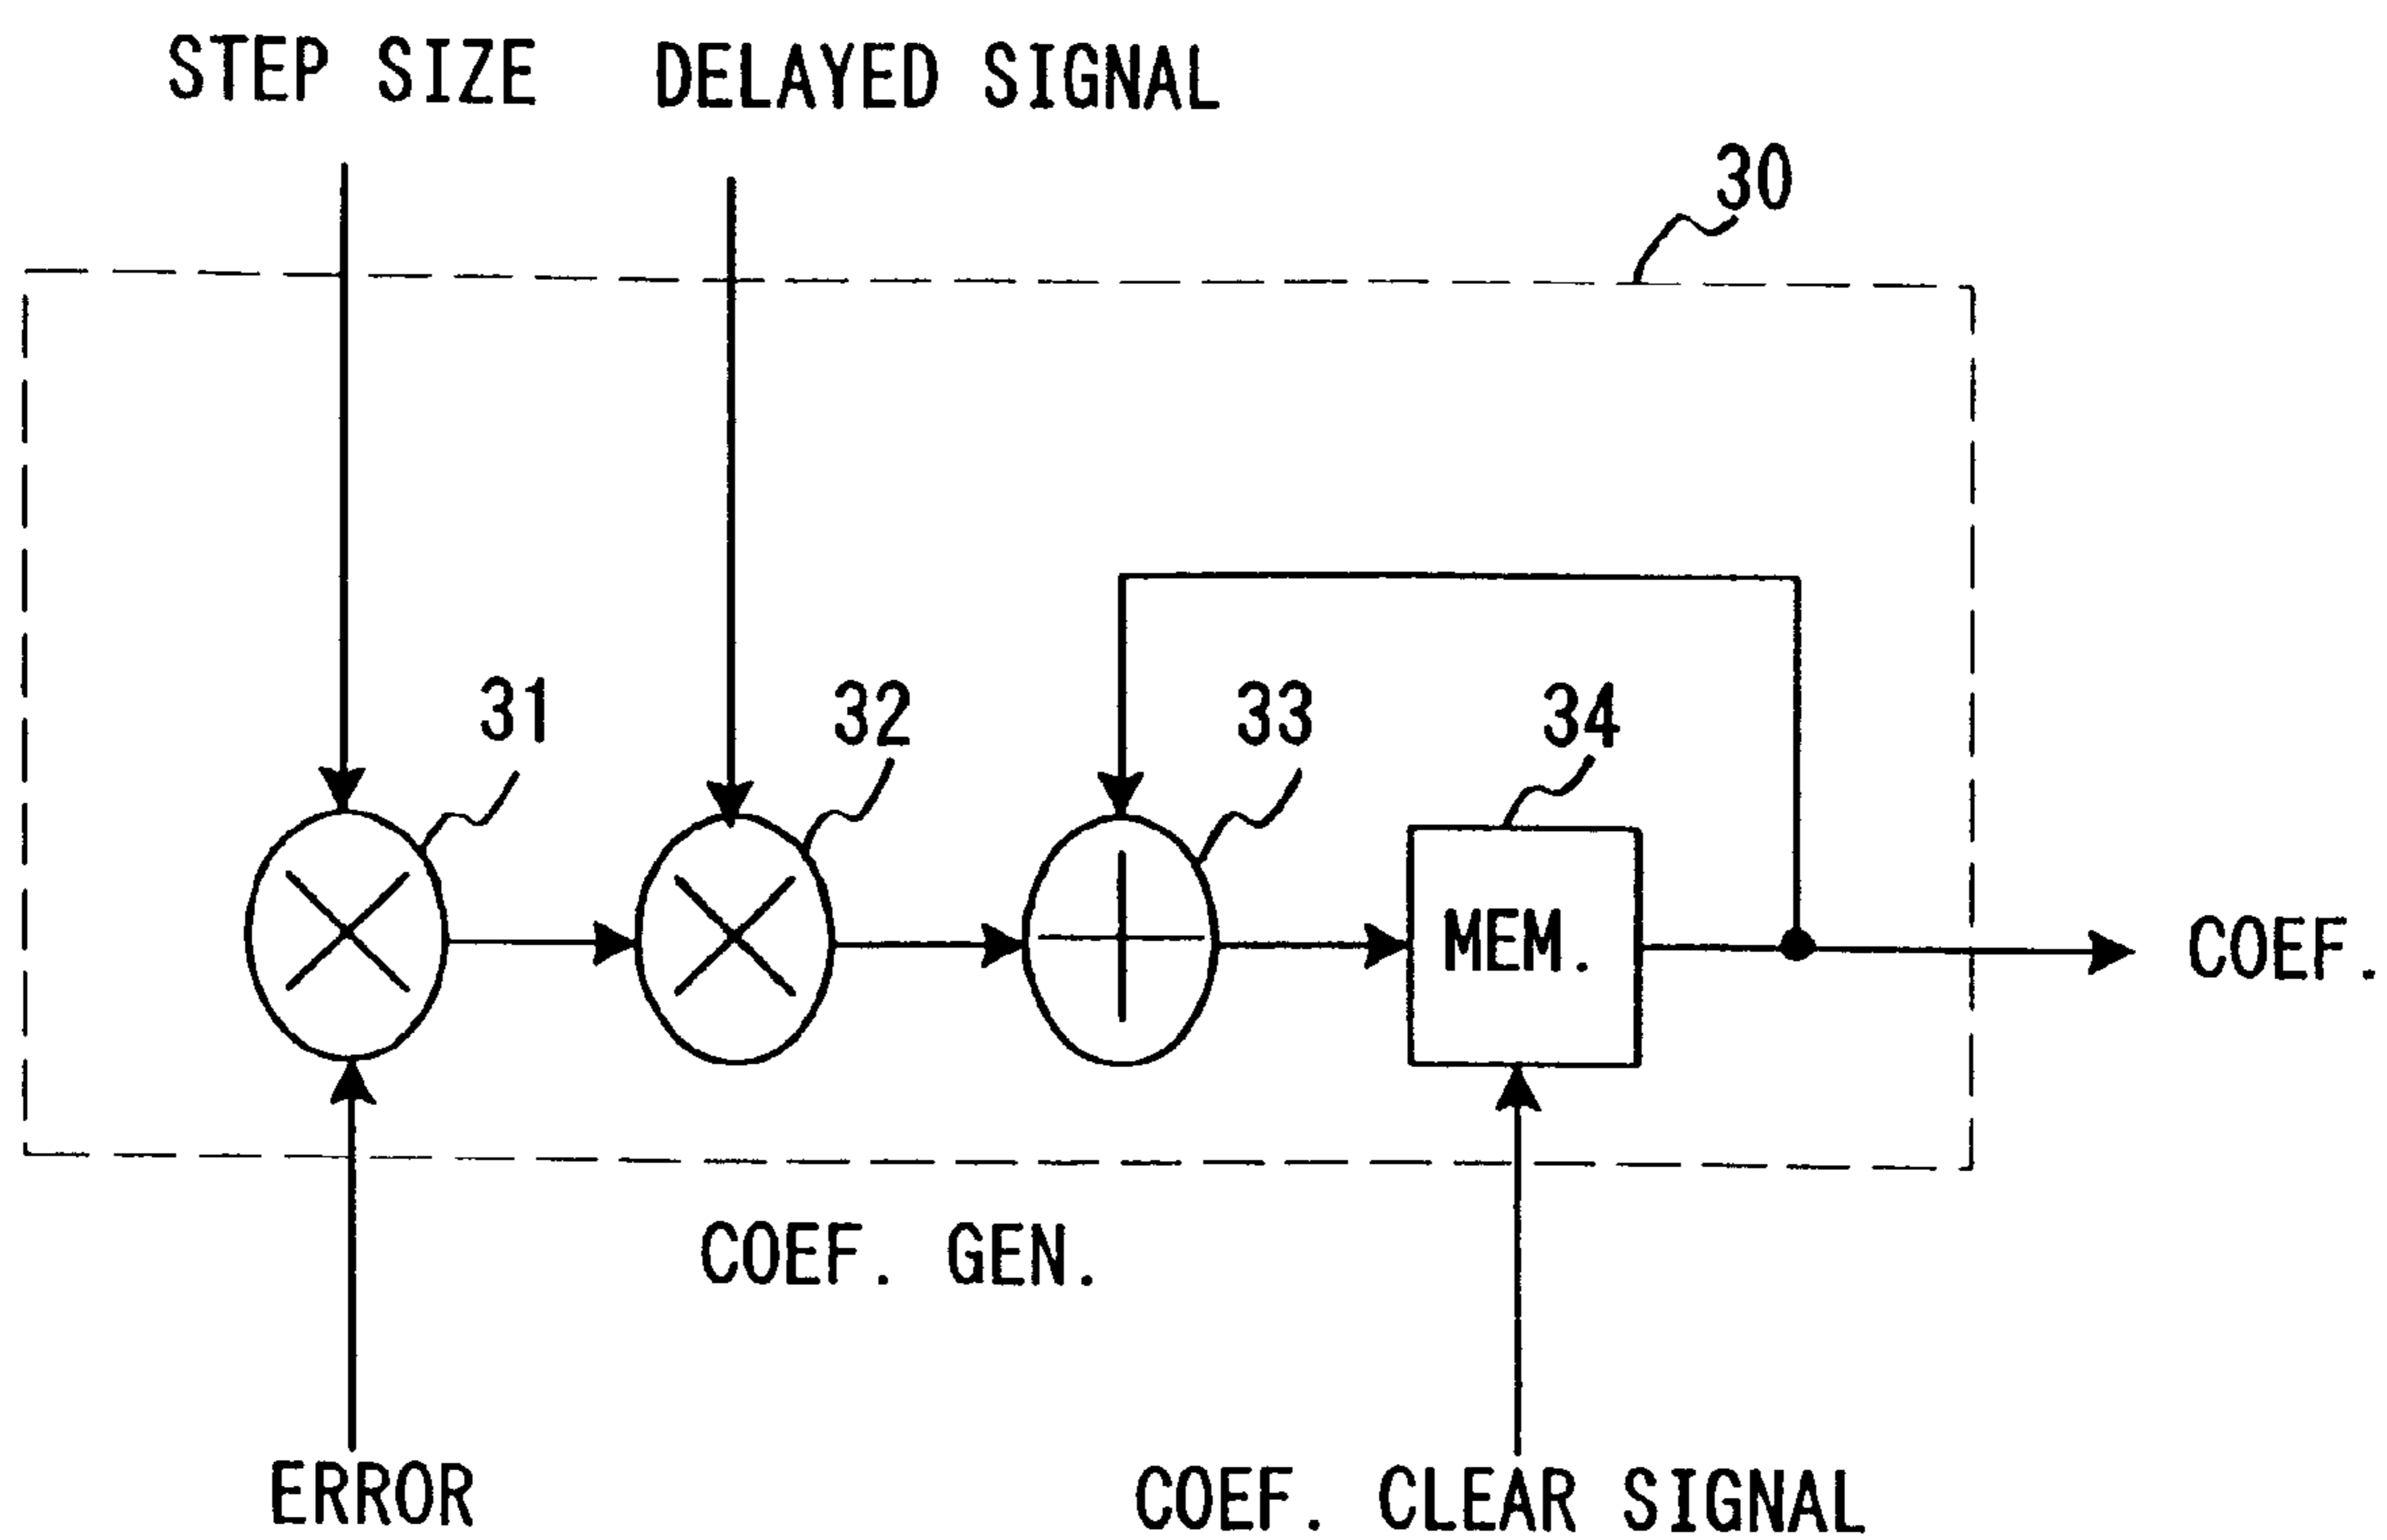 STEP SIZE
DELAYED SIGNAL
30
31
32
33
34
MEM.
COEF.
COEF. GEN.
ERROR
COEF. CLEAR SIGNAL